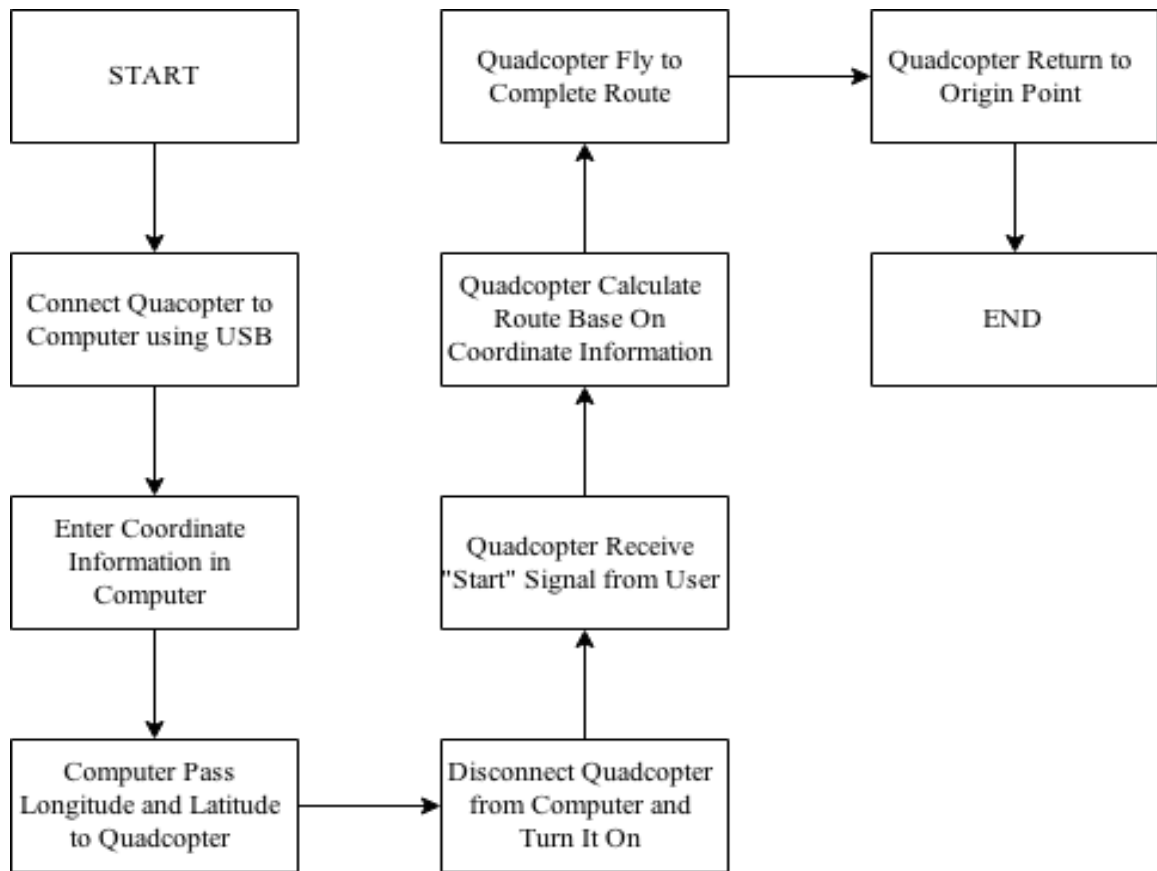 START
Connect Quacopter to
Computer using USB
Enter Coordinate
Information in
Computer
Computer Pass
Longitude and Latitude
to Quadcopter
Disconnect Quadcopter
from Computer and
Turn It On
Quadcopter Receive
"Start" Signal from User
Quadcopter Calculate
Route Base On
Coordinate Information
Quadcopter Fly to
Complete Route
Quadcopter Return to
Origin Point
END